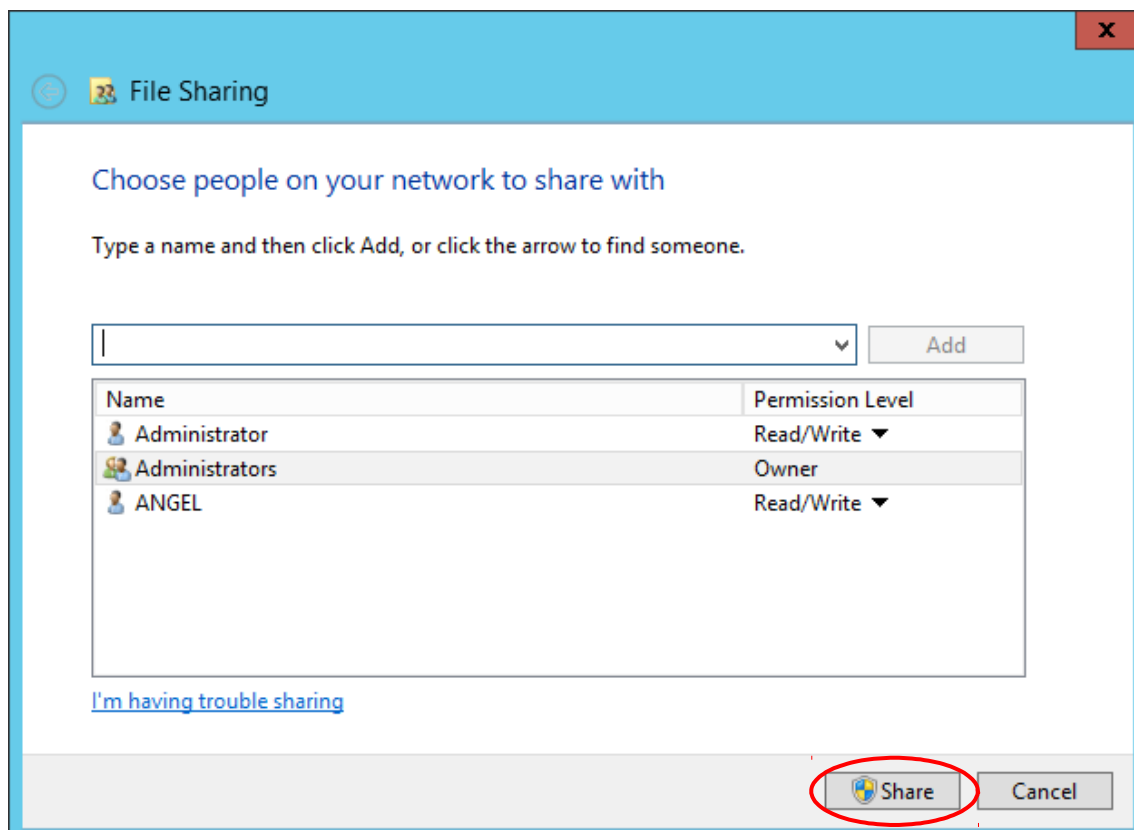 x
File Sharing
Choose people on your network to share with
Type a name and then click Add, or click the arrow to find someone.
Add
Name Permission Level
Administrator Read/Write
Administrators Owner
ANGEL Read/Write
I'm having trouble sharing
Share Cancel